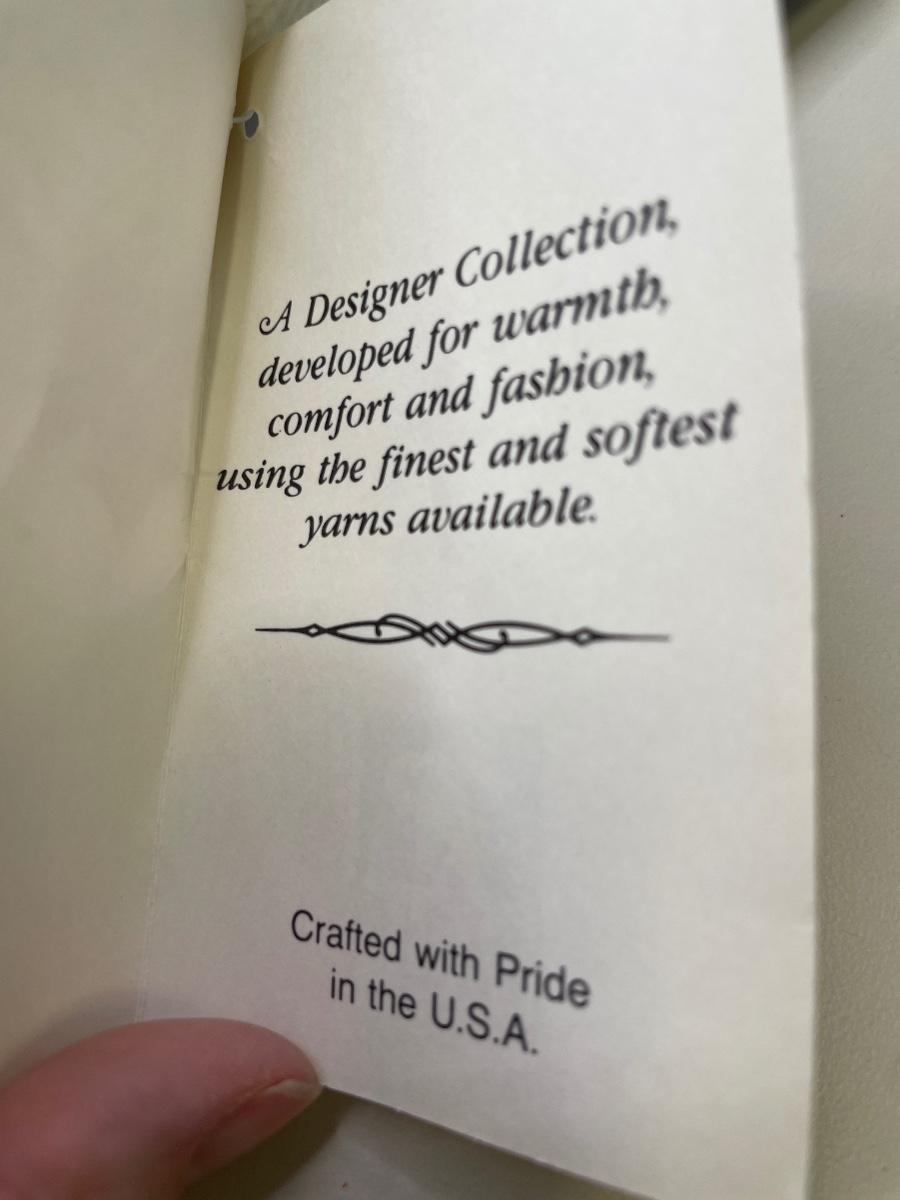 A Designer Collection,
developed for warmth,
comfort and fashion,
using the finest and softest
yarns available.
Crafted with Pride
in the U.S.A.